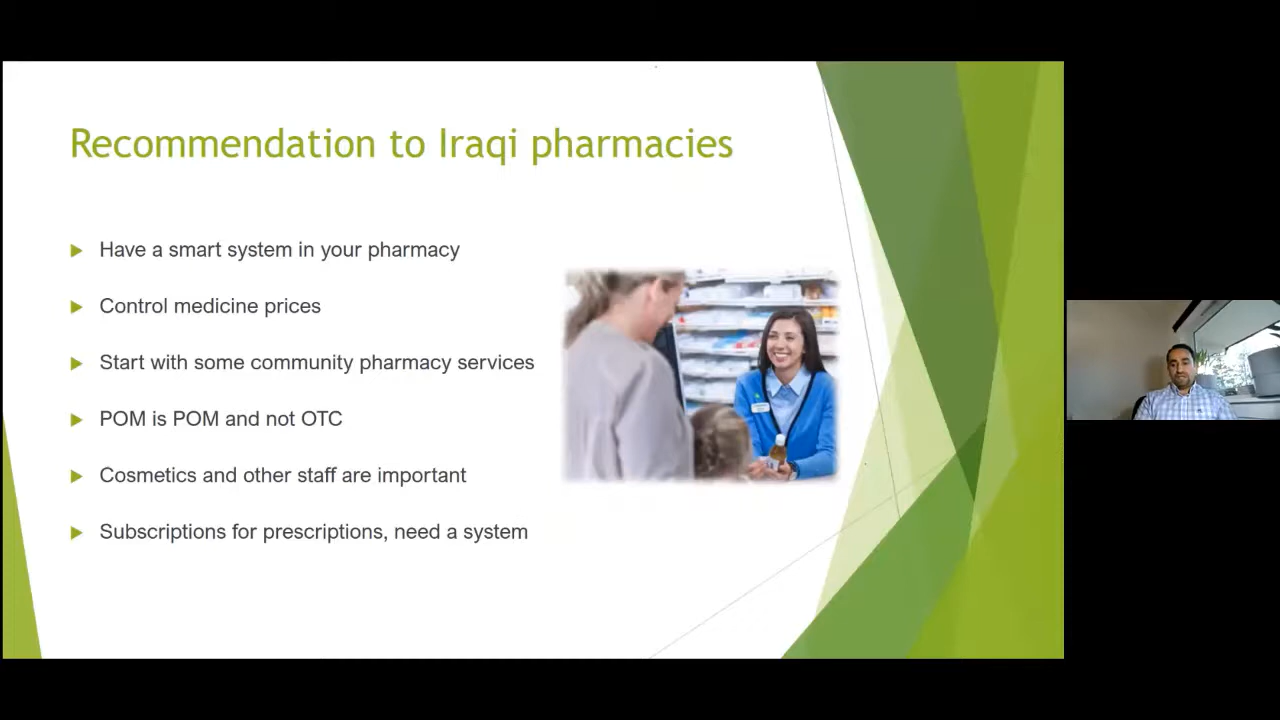 Recommendation to Iraqi pharmacies
Have a smart system in your pharmacy
Control medicine prices
Start with some community pharmacy services
POM is POM and not OTC
Cosmetics and other staff are important
Subscriptions for prescriptions, need a system